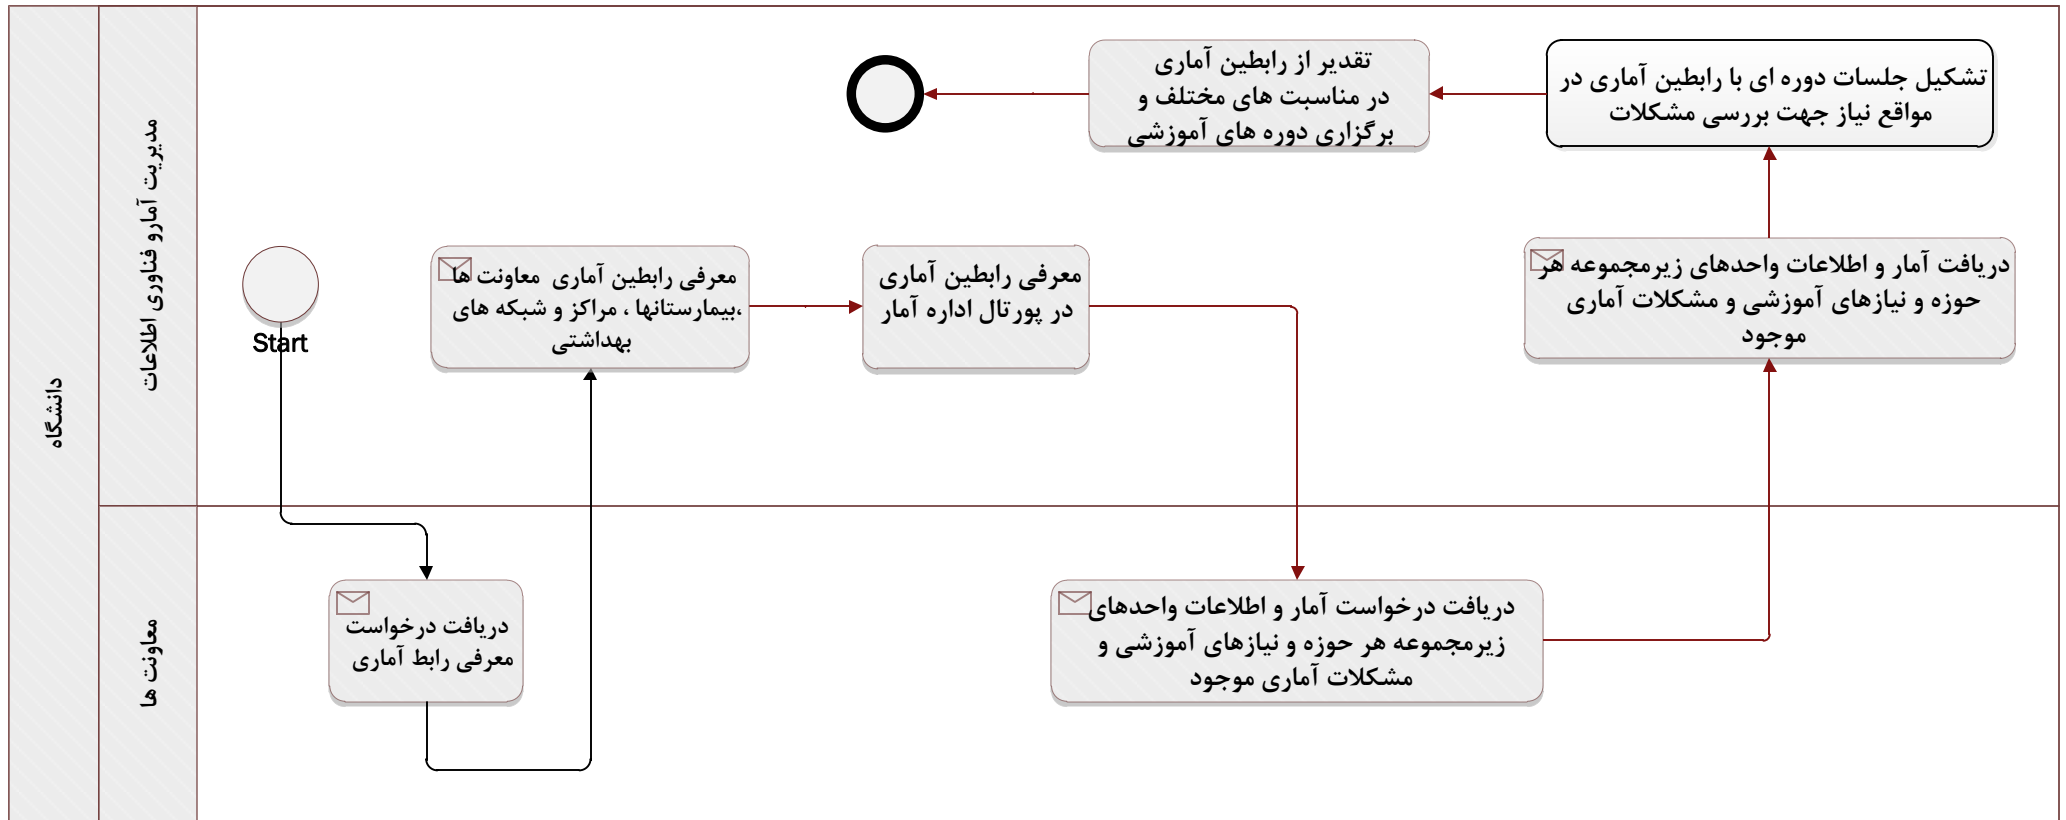 دانشگاه
مدیریت آمارو فناوری اطلاعات
معاونت ها
Start
دریافت درخواست
معرفی رابط آماری
معرفی رابطین آماری معاونت ها
،بیمارستانها ، مراکز و شبکه های
بهداشتی
معرفی رابطین آماری
در پورتال اداره آمار
دریافت درخواست آمار و اطلاعات واحدهای
زیرمجموعه هر حوزه و نیازهای آموزشی و
مشکلات آماری موجود
دریافت آمار و اطلاعات واحدهای زیرمجموعه هر
حوزه و نیازهای آموزشی و مشکلات آماری
موجود
تشکیل جلسات دوره ای با رابطین آماری در
مواقع نیاز جهت بررسی مشکلات
تقدیر از رابطین آماری
در مناسبت های مختلف و
برگزاری دوره های آموزشی